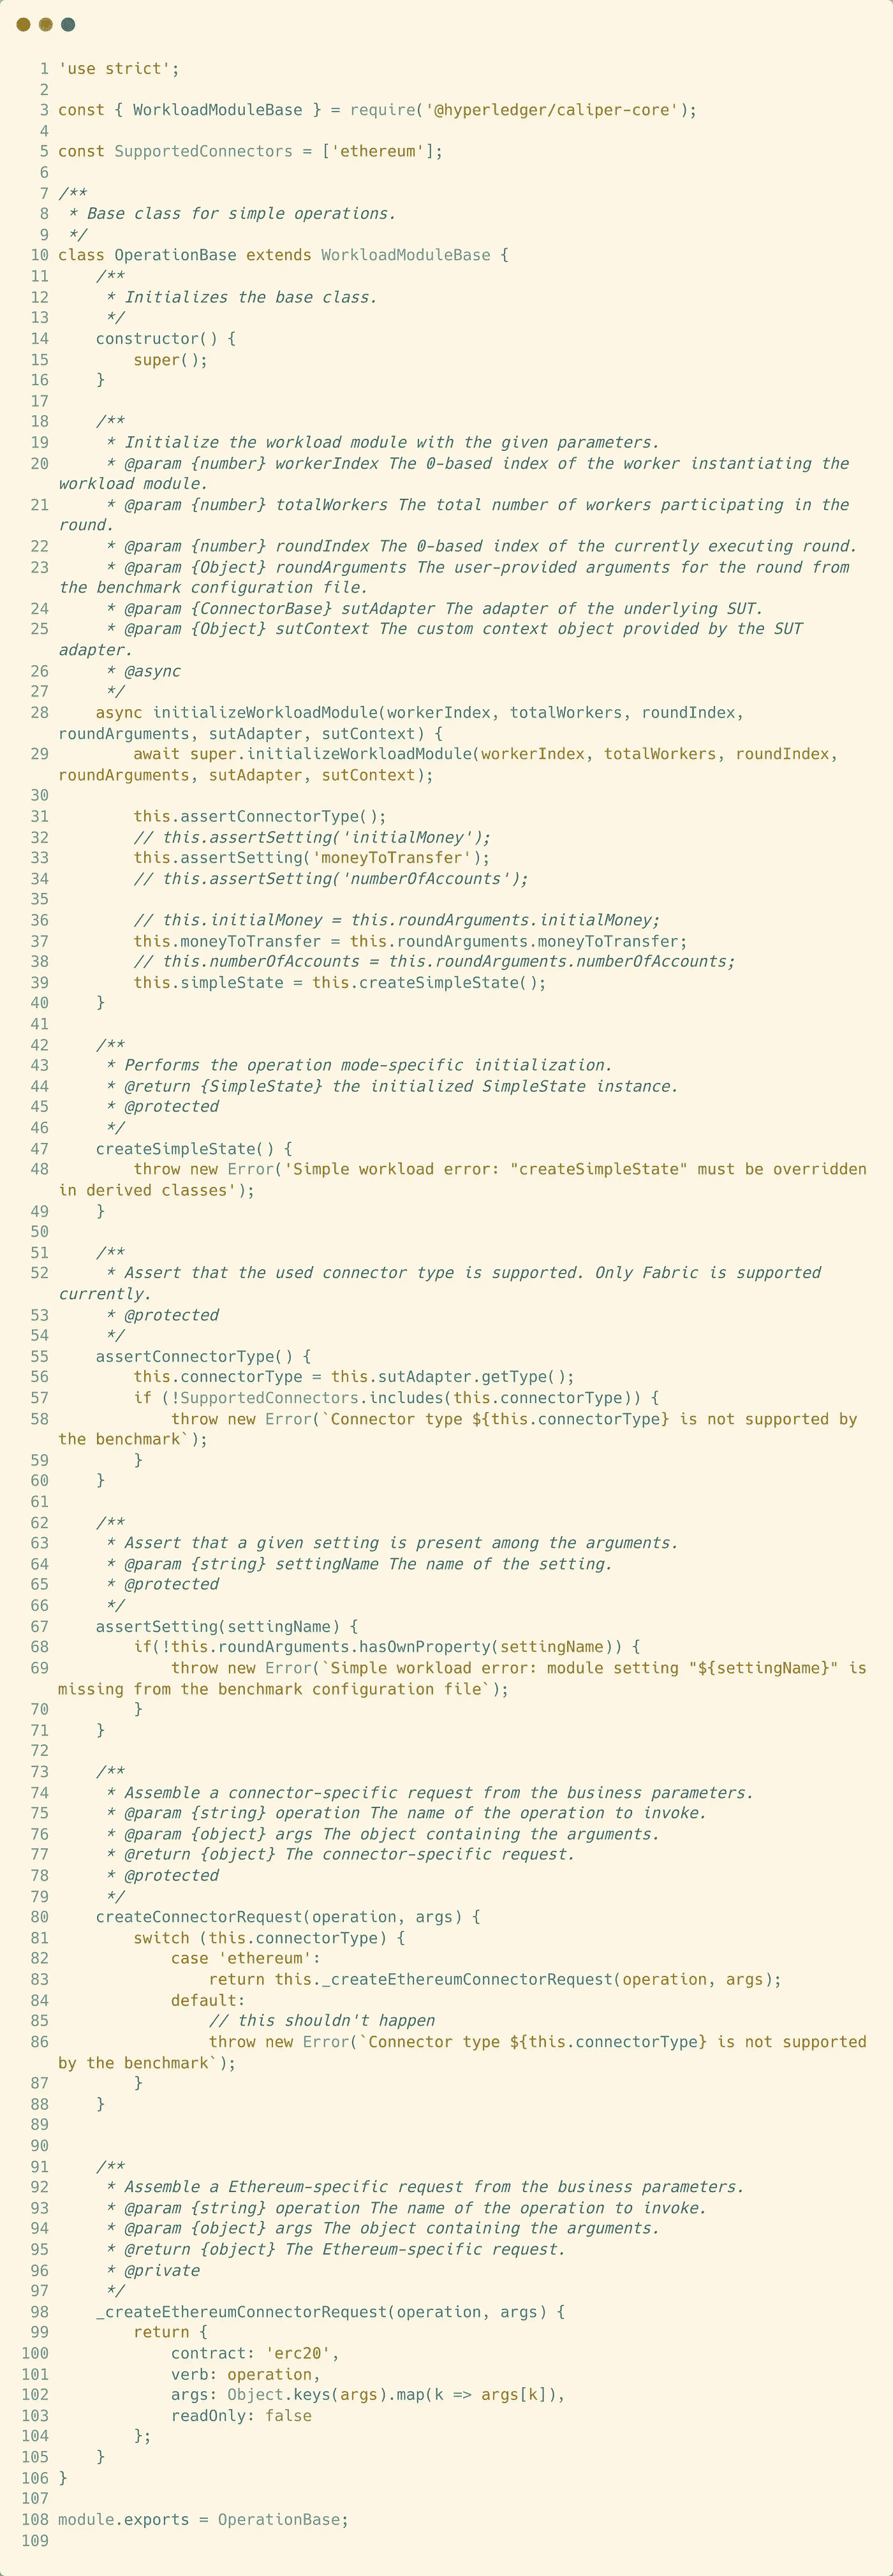 1 'use strict';
2
3 const { WorkloadModuleBase } = require('@hyperledger/caliper-core');
4
5 const SupportedConnectors = ['ethereum'];
6
7 /**
8  * Base class for simple operations.
9  */
10 class OperationBase extends WorkloadModuleBase {
11     /**
12      * Initializes the base class.
13      */
14     constructor() {
15         super();
16     }
17
18     /**
19      * Initialize the workload module with the given parameters.
20      * @param {number} workerIndex The 0-based index of the worker instantiating the
workload module.
21      * @param {number} totalWorkers The total number of workers participating in the
round.
22      * @param {number} roundIndex The 0-based index of the currently executing round.
23      * @param {Object} roundArguments The user-provided arguments for the round from
the benchmark configuration file.
24      * @param {ConnectorBase} sutAdapter The adapter of the underlying SUT.
25      * @param {Object} sutContext The custom context object provided by the SUT
adapter.
26      * @async
27      */
28     async initializeWorkloadModule(workerIndex, totalWorkers, roundIndex,
roundArguments, sutAdapter, sutContext) {
29         await super.initializeWorkloadModule(workerIndex, totalWorkers, roundIndex,
roundArguments, sutAdapter, sutContext);
30
31         this.assertConnectorType();
32         // this.assertSetting('initialMoney');
33         this.assertSetting('moneyToTransfer');
34         // this.assertSetting('numberOfAccounts');
35
36         // this.initialMoney = this.roundArguments.initialMoney;
37         this.moneyToTransfer = this.roundArguments.moneyToTransfer;
38         // this.numberOfAccounts = this.roundArguments.numberOfAccounts;
39         this.simpleState = this.createSimpleState();
40     }
41
42     /**
43      * Performs the operation mode-specific initialization.
44      * @return {SimpleState} the initialized SimpleState instance.
45      * @protected
46      */
47     createSimpleState() {
48         throw new Error('Simple workload error: "createSimpleState" must be overridden
in derived classes');
49     }
50
51     /**
52      * Assert that the used connector type is supported. Only Fabric is supported
currently.
53      * @protected
54      */
55     assertConnectorType() {
56         this.connectorType = this.sutAdapter.getType();
57         if (!SupportedConnectors.includes(this.connectorType)) {
58             throw new Error(`Connector type ${this.connectorType} is not supported by
the benchmark`);
59         }
60     }
61
62     /**
63      * Assert that a given setting is present among the arguments.
64      * @param {string} settingName The name of the setting.
65      * @protected
66      */
67     assertSetting(settingName) {
68         if(!this.roundArguments.hasOwnProperty(settingName)) {
69             throw new Error(`Simple workload error: module setting "${settingName}" is
missing from the benchmark configuration file`);
70         }
71     }
72
73     /**
74      * Assemble a connector-specific request from the business parameters.
75      * @param {string} operation The name of the operation to invoke.
76      * @param {object} args The object containing the arguments.
77      * @return {object} The connector-specific request.
78      * @protected
79      */
80     createConnectorRequest(operation, args) {
81         switch (this.connectorType) {
82             case 'ethereum':
83                 return this._createEthereumConnectorRequest(operation, args);
84             default:
85                 // this shouldn't happen
86                 throw new Error(`Connector type ${this.connectorType} is not supported
by the benchmark`);
87         }
88     }
89
90
91     /**
92      * Assemble a Ethereum-specific request from the business parameters.
93      * @param {string} operation The name of the operation to invoke.
94      * @param {object} args The object containing the arguments.
95      * @return {object} The Ethereum-specific request.
96      * @private
97      */
98     _createEthereumConnectorRequest(operation, args) {
99         return {
100             contract: 'erc20',
101             verb: operation,
102             args: Object.keys(args).map(k => args[k]),
103             readOnly: false
104         };
105     }
106 }
107
108 module.exports = OperationBase;
109